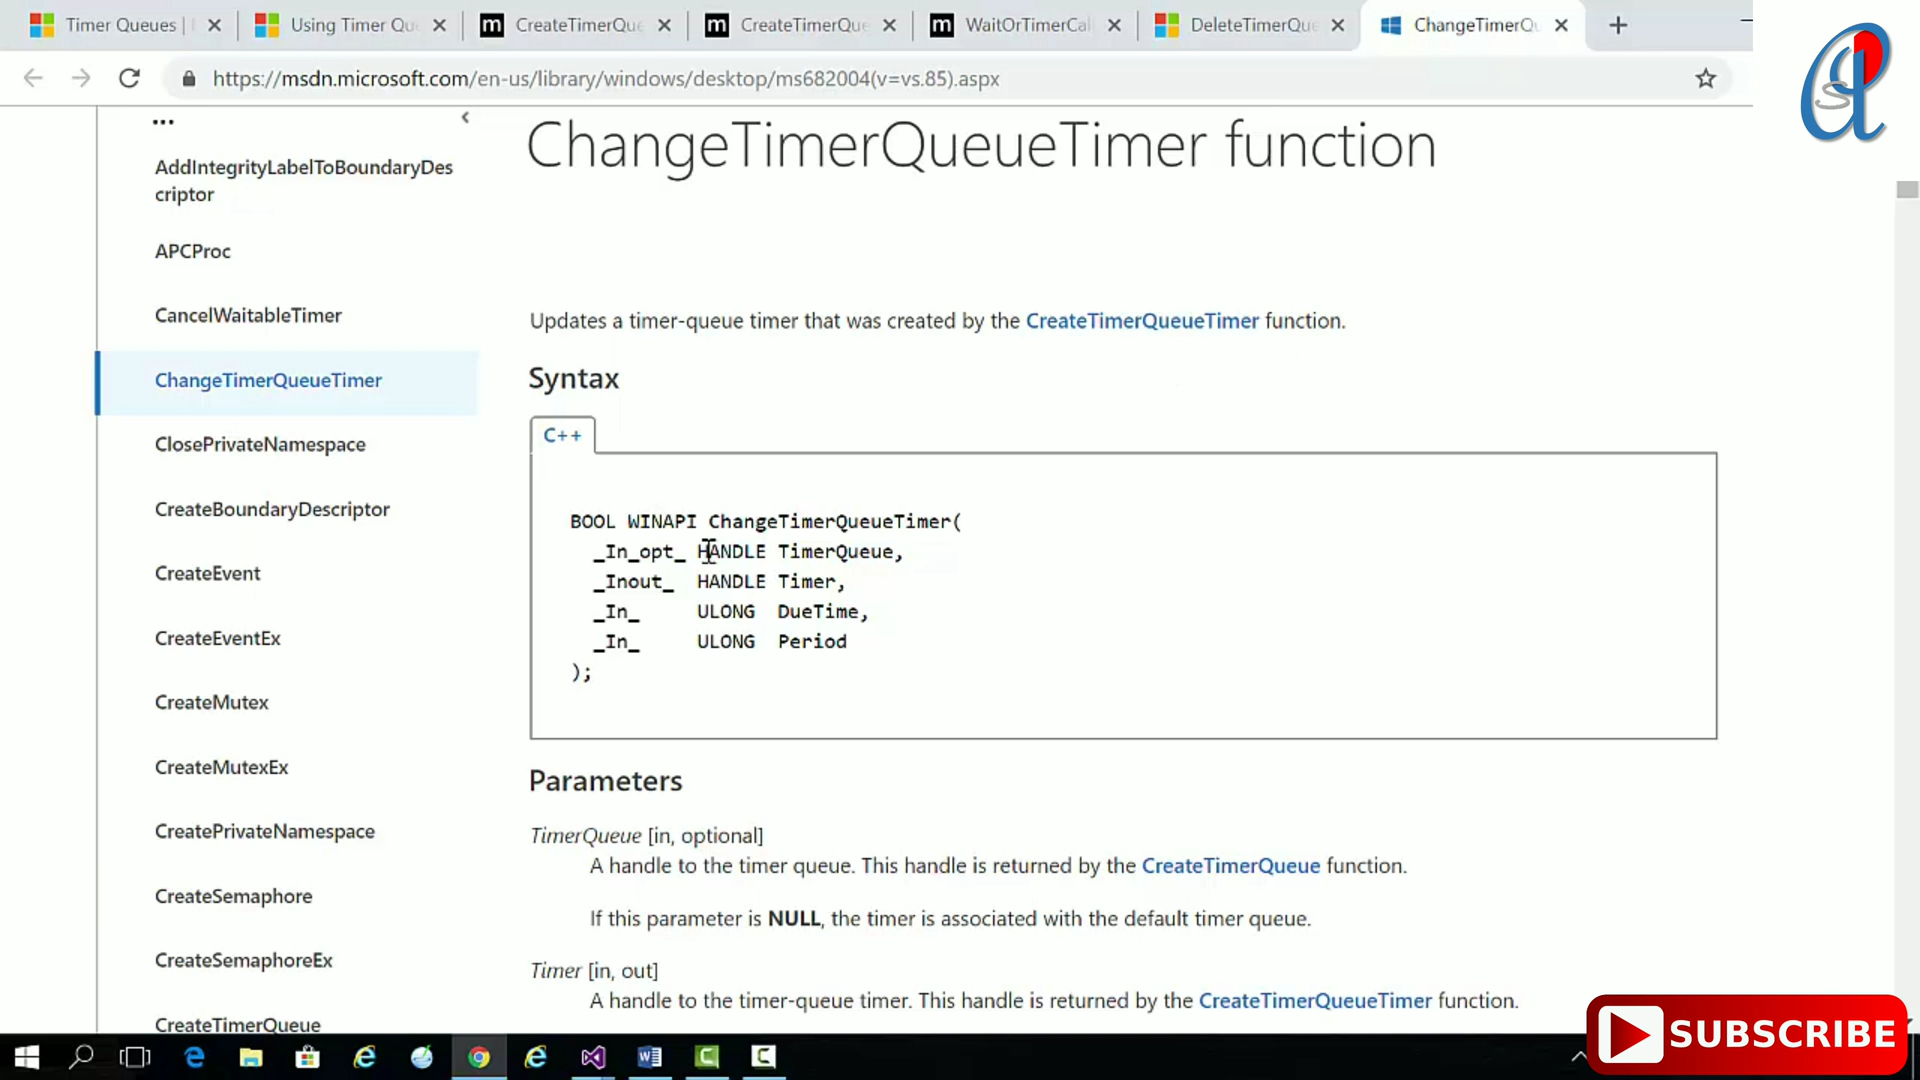 Timer Queues |
Using Timer Qu
CreateTimerQue
CreateTimerQue
WaitOrTimerCal
DeleteTimerQue
ChangeTimerQu
https://msdn.microsoft.com/en-us/library/windows/desktop/ms682004(v=vs.85).aspx
...
AddIntegrityLabelToBoundaryDes
criptor
APCProc
CancelWaitableTimer
ChangeTimerQueueTimer
ClosePrivateNamespace
CreateBoundaryDescriptor
CreateEvent
CreateEventEx
CreateMutex
CreateMutexEx
CreatePrivateNamespace
CreateSemaphore
CreateSemaphoreEx
CreateTimerQueue
ChangeTimerQueueTimer function
Updates a timer-queue timer that was created by the CreateTimerQueueTimer function.
Syntax
C++
BOOL WINAPI ChangeTimerQueueTimer(
_In_opt_ HANDLE TimerQueue,
_Inout_ HANDLE Timer,
_In_ ULONG DueTime,
_In_ ULONG Period
);
Parameters
TimerQueue [in, optional]
A handle to the timer queue. This handle is returned by the CreateTimerQueue function.
If this parameter is NULL, the timer is associated with the default timer queue.
Timer [in, out]
A handle to the timer-queue timer. This handle is returned by the CreateTimerQueueTimer function.
SUBSCRIBE